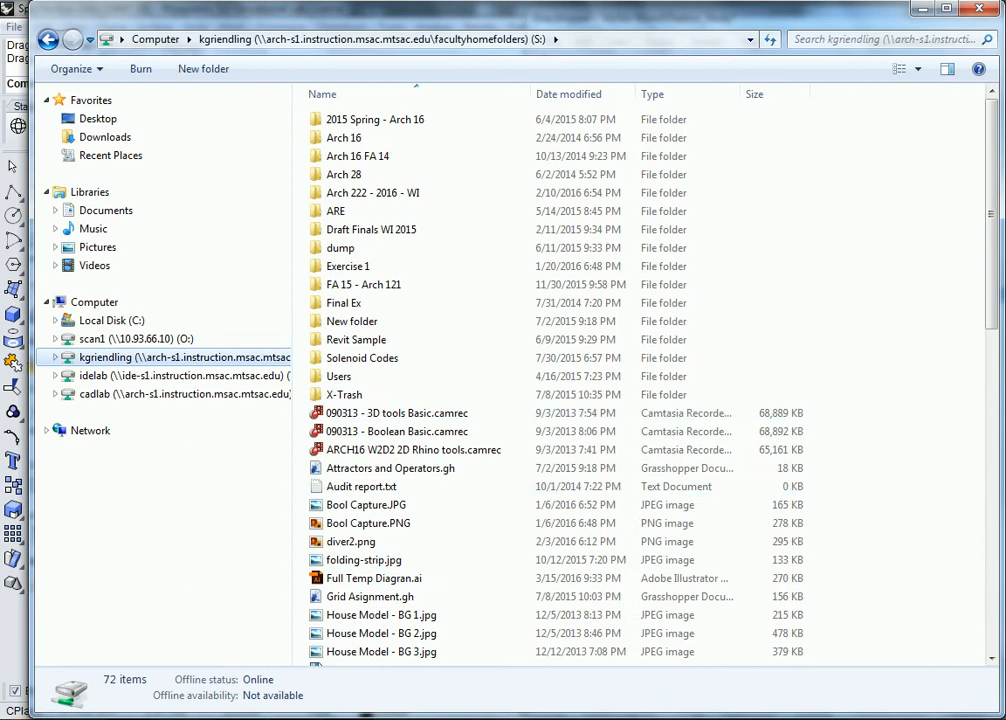 Sp
File
Drag
Drag
Com
Sta
Computer
kgriendling (\\arch-s1.instruction.msac.mtsac.edu\facultyhomefolders) (S:)
Search kgriendling (\\arch-s1.instructi...
Organize
Burn
New folder
Favorites
Desktop
Downloads
Recent Places
Libraries
Documents
Music
Pictures
Videos
Computer
Local Disk (C:)
scan1 (\\10.93.66.10) (O:)
kgriendling (\\arch-s1.instruction.msac.mtsac
idelab (\\ide-s1.instruction.msac.mtsac.edu) (
cadlab (\\arch-s1.instruction.msac.mtsac.edu)
Network
Name Date modified Type Size
2015 Spring - Arch 16 6/4/2015 8:07 PM File folder
Arch 16 2/24/2014 6:56 PM File folder
Arch 16 FA 14 10/13/2014 9:23 PM File folder
Arch 28 6/2/2014 5:52 PM File folder
Arch 222 - 2016 - WI 2/10/2016 6:54 PM File folder
ARE 5/14/2015 8:45 PM File folder
Draft Finals WI 2015 2/11/2015 9:34 PM File folder
dump 6/11/2015 9:33 PM File folder
Exercise 1 1/20/2016 6:48 PM File folder
FA 15 - Arch 121 11/30/2015 9:58 PM File folder
Final Ex 7/31/2014 7:20 PM File folder
New folder 7/2/2015 9:18 PM File folder
Revit Sample 6/9/2015 9:29 PM File folder
Solenoid Codes 7/30/2015 6:57 PM File folder
Users 4/16/2015 7:23 PM File folder
X-Trash 7/8/2015 10:35 PM File folder
090313 - 3D tools Basic.camrec 9/3/2013 7:54 PM Camtasia Recorde... 68,889 KB
090313 - Boolean Basic.camrec 9/3/2013 8:06 PM Camtasia Recorde... 68,892 KB
ARCH16 W2D2 2D Rhino tools.camrec 9/3/2013 7:41 PM Camtasia Recorde... 65,161 KB
Attractors and Operators.gh 7/2/2015 9:18 PM Grasshopper Docu... 18 KB
Audit report.txt 10/1/2014 7:22 PM Text Document 0 KB
Bool Capture.JPG 1/6/2016 6:52 PM JPEG image 165 KB
Bool Capture.PNG 1/6/2016 6:48 PM PNG image 278 KB
diver2.png 2/3/2016 6:12 PM PNG image 295 KB
folding-strip.jpg 10/12/2015 7:20 PM JPEG image 133 KB
Full Temp Diagran.ai 3/15/2016 9:33 PM Adobe Illustrator ... 270 KB
Grid Asignment.gh 7/8/2015 10:03 PM Grasshopper Docu... 156 KB
House Model - BG 1.jpg 12/5/2013 8:13 PM JPEG image 215 KB
House Model - BG 2.jpg 12/5/2013 8:46 PM JPEG image 478 KB
House Model - BG 3.jpg 12/12/2013 7:08 PM JPEG image 379 KB
72 items
Offline status: Online
Offline availability: Not available
CPla